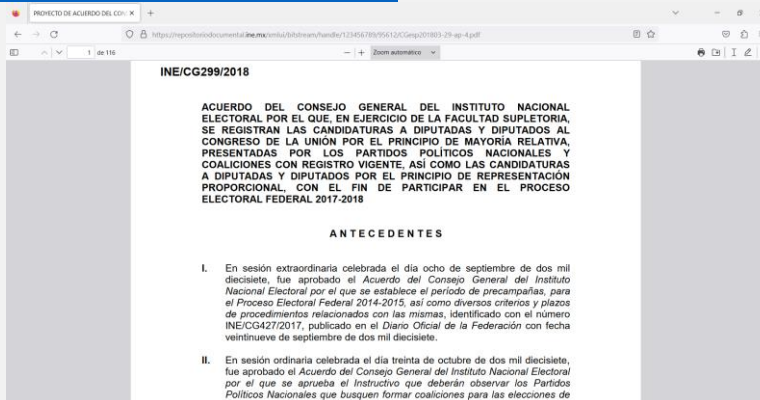 PROYECTO DE ACUERDO DEL CON
https://repositoriodocumental.ine.mx/xmlui/bitstream/handle/123456789/95612/CGesp201803-29-ap-4.pdf
1 de 116
Zoom automático
INE/CG299/2018
ACUERDO DEL CONSEJO GENERAL DEL INSTITUTO NACIONAL
ELECTORAL POR EL QUE, EN EJERCICIO DE LA FACULTAD SUPLETORIA,
SE REGISTRAN LAS CANDIDATURAS A DIPUTADAS Y DIPUTADOS AL
CONGRESO DE LA UNIÓN POR EL PRINCIPIO DE MAYORÍA RELATIVA,
PRESENTADAS POR LOS PARTIDOS POLÍTICOS NACIONALES Y
COALICIONES CON REGISTRO VIGENTE, ASÍ COMO LAS CANDIDATURAS
A DIPUTADAS Y DIPUTADOS POR EL PRINCIPIO DE REPRESENTACIÓN
PROPORCIONAL, CON EL FIN DE PARTICIPAR EN EL PROCESO
ELECTORAL FEDERAL 2017-2018
ANTECEDENTES
I. En sesión extraordinaria celebrada el día ocho de septiembre de dos mil
diecisiete, fue aprobado el Acuerdo del Consejo General del Instituto
Nacional Electoral por el que se establece el período de precampañas, para
el Proceso Electoral Federal 2014-2015, así como diversos criterios y plazos
de procedimientos relacionados con las mismas, identificado con el número
INE/CG427/2017, publicado en el Diario Oficial de la Federación con fecha
veintinueve de septiembre de dos mil diecisiete.
II. En sesión ordinaria celebrada el día treinta de octubre de dos mil diecisiete,
fue aprobado el Acuerdo del Consejo General del Instituto Nacional Electoral
por el que se aprueba el Instructivo que deberán observar los Partidos
Políticos Nacionales que busquen formar coaliciones para las elecciones de